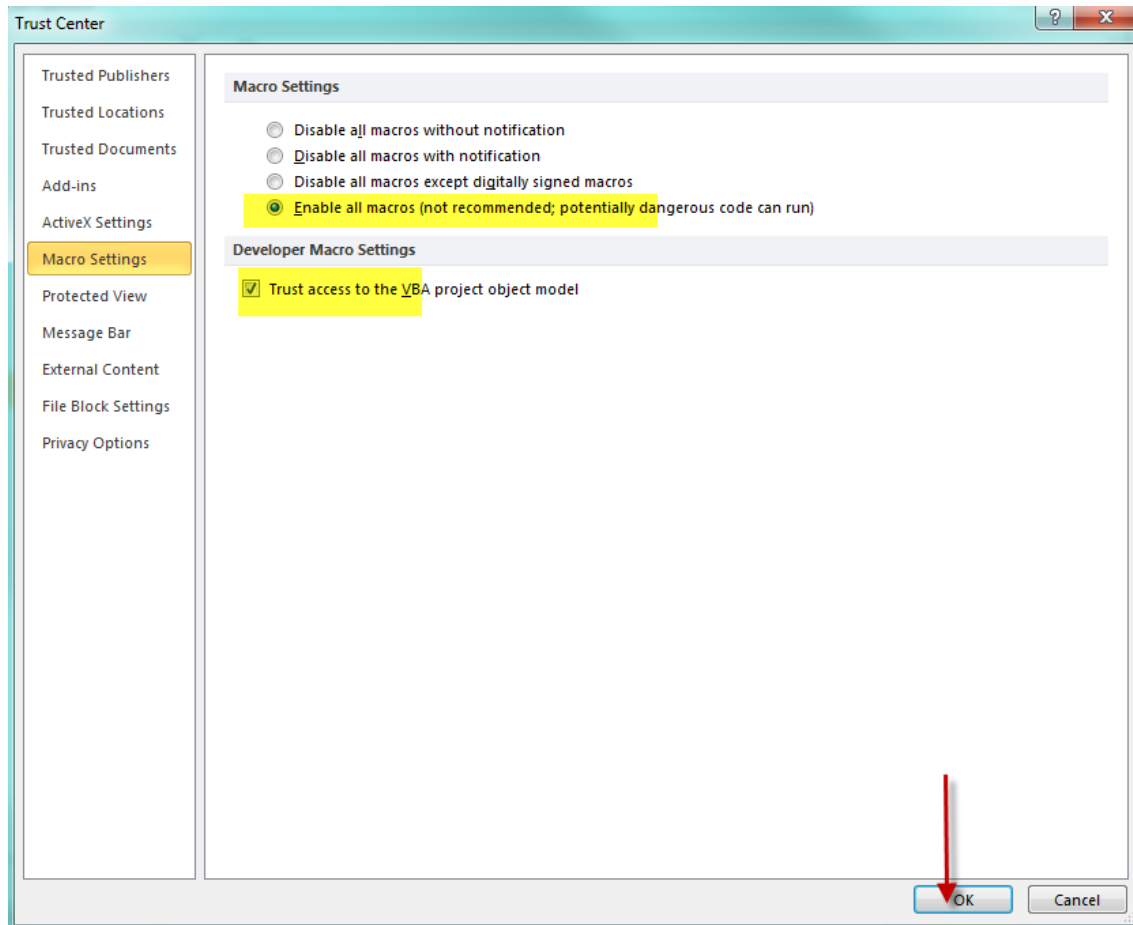 Trust Center
Trusted Publishers
Trusted Locations
Trusted Documents
Add-ins
ActiveX Settings
Macro Settings
Protected View
Message Bar
External Content
File Block Settings
Privacy Options
Macro Settings
Disable all macros without notification
Disable all macros with notification
Disable all macros except digitally signed macros
Enable all macros (not recommended; potentially dangerous code can run)
Developer Macro Settings
Trust access to the VBA project object model
OK
Cancel